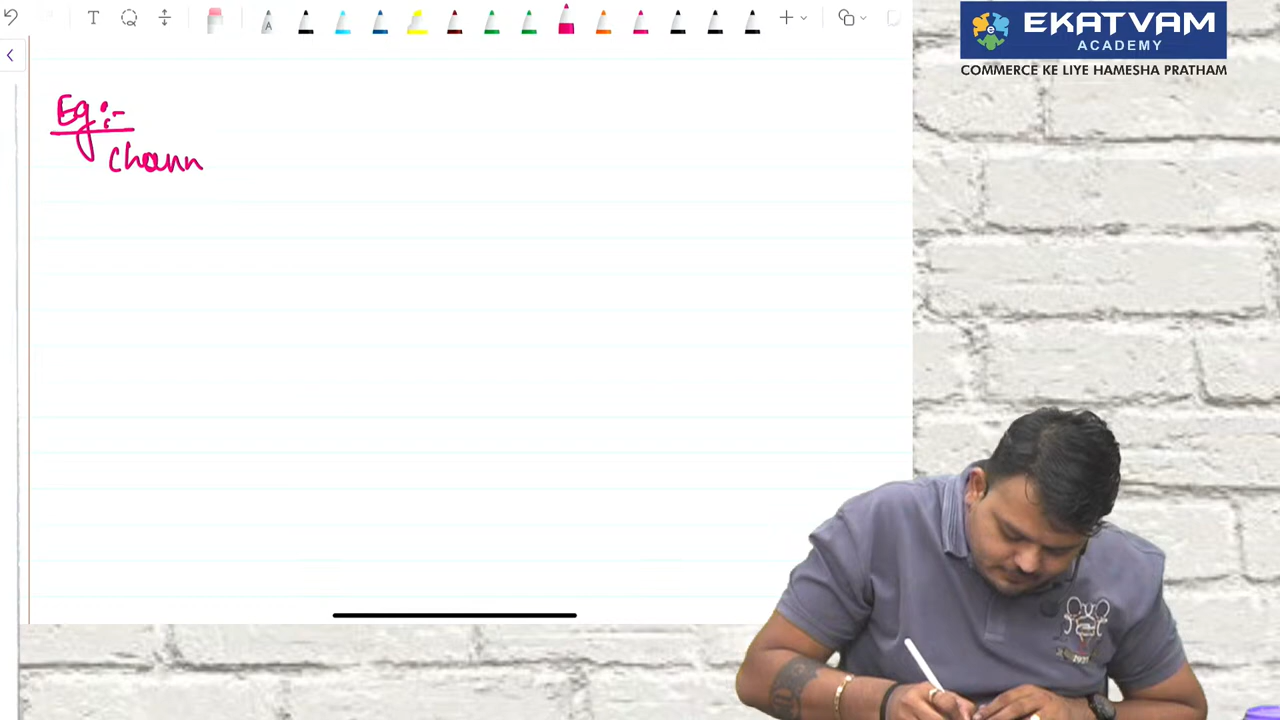 EKATVAM
ACADEMY
COMMERCE KE LIYE HAMESHA PRATHAM
T
A
Eg:-
Chann